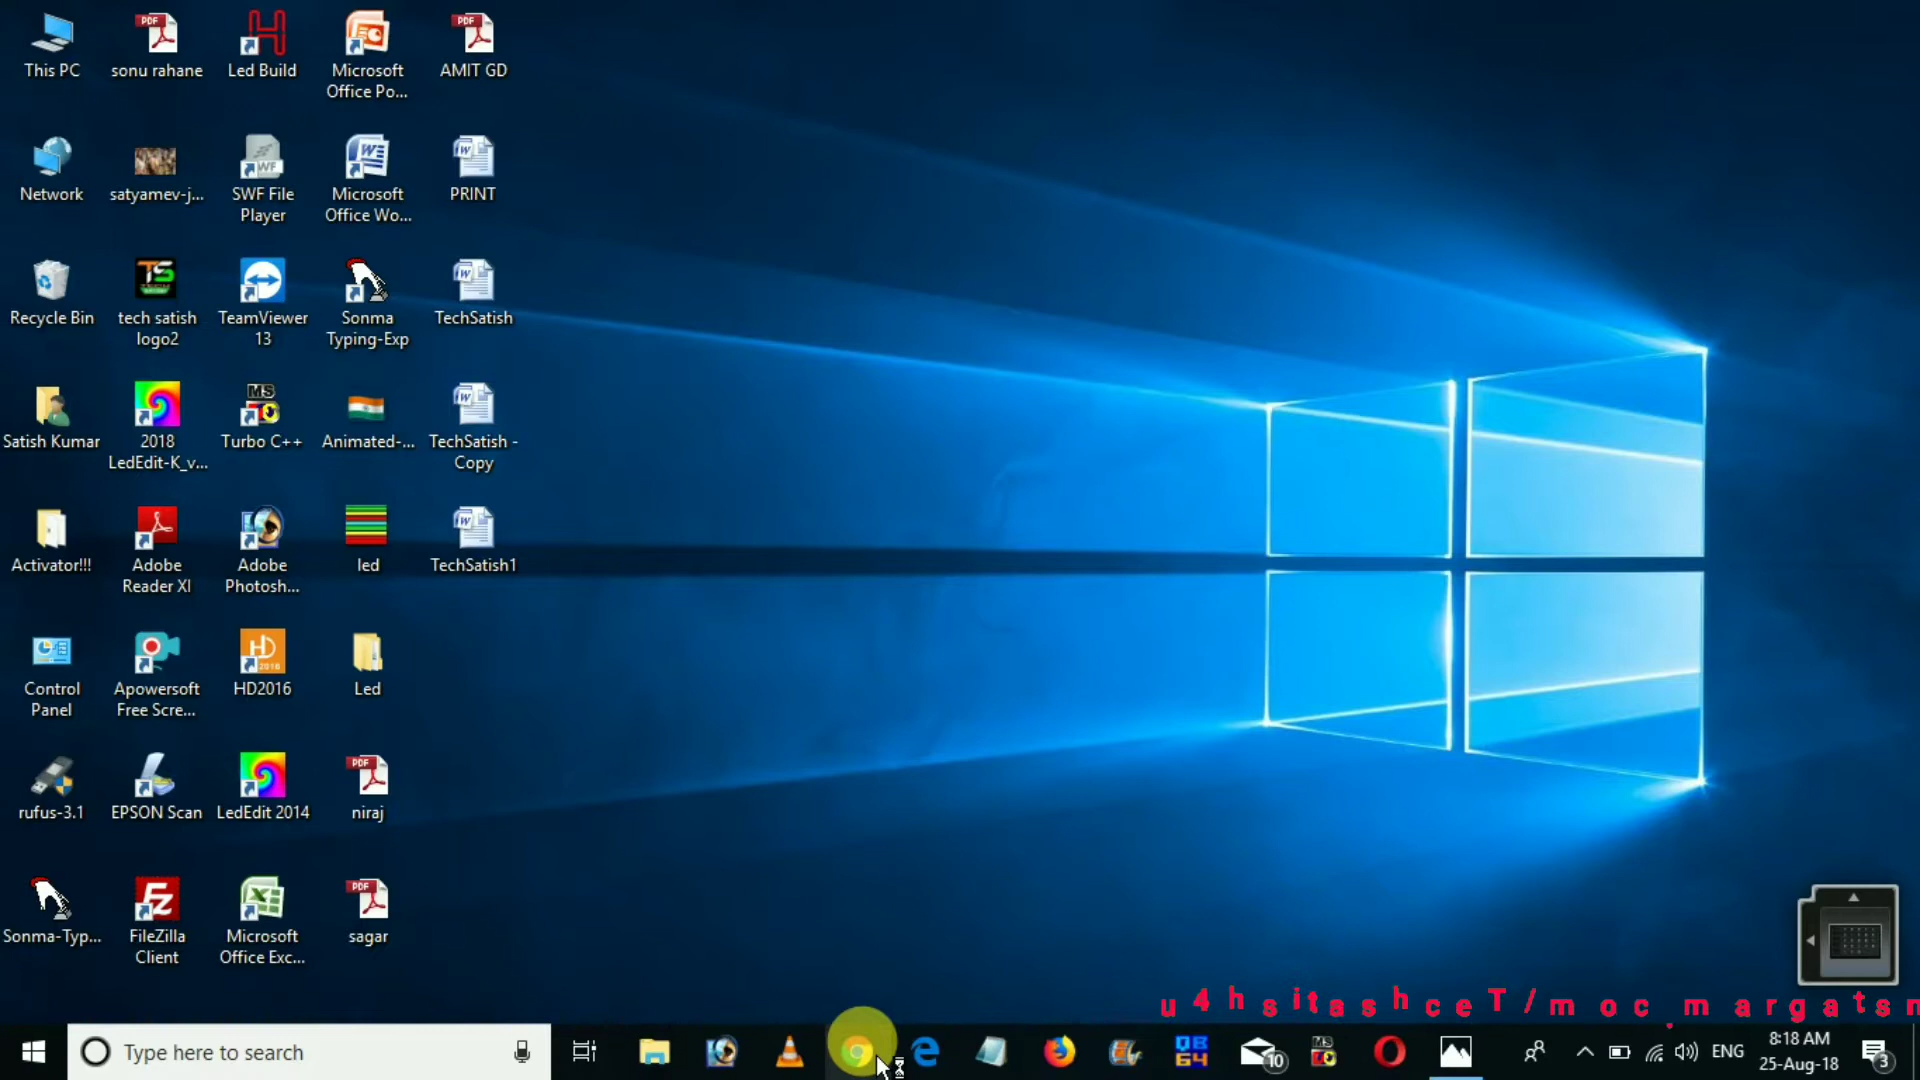 This PC
sonu rahane
Led Build
Microsoft
Office Po...
AMIT GD
Network
satyamev-j...
SWF File
Player
Microsoft
Office Wo...
PRINT
Recycle Bin
tech satish
logo2
TeamViewer
13
Sonma
Typing-Exp
TechSatish
Satish Kumar
2018
LedEdit-K_v...
Turbo C++
Animated-...
TechSatish -
Copy
Activator!!!
Adobe
Reader XI
Adobe
Photosh...
led
TechSatish1
Control
Panel
Apowersoft
Free Scre...
HD2016
Led
rufus-3.1
EPSON Scan
LedEdit 2014
niraj
Sonma-Typ...
FileZilla
Client
Microsoft
Office Exc...
sagar
u4hsitashceT/moc.margatsn
Type here to search
10
ENG
8:18 AM
25-Aug-18
3